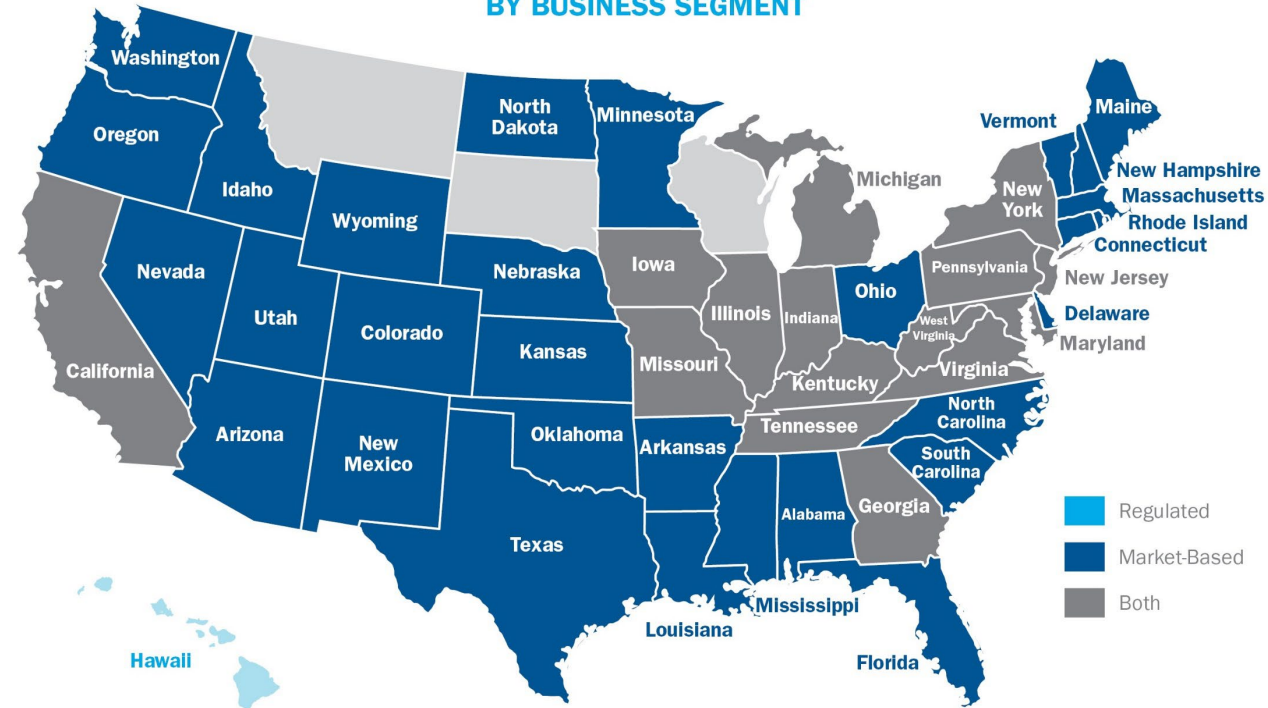 BY BUSINESS SEGMENT
Washington
Oregon
Idaho
North
Dakota
Minnesota
Wyoming
Nevada
Utah
Colorado
California
Nebraska
Kansas
Iowa
Missouri
Illinois
Indiana
Michigan
Ohio
Kentucky
Tennessee
West
Virginia
Virginia
Pennsylvania
New
York
Vermont
Maine
New Hampshire
Massachusetts
Rhode Island
Connecticut
New Jersey
Delaware
Maryland
North
Carolina
South
Carolina
Georgia
Alabama
Arkansas
Oklahoma
Arizona
New
Mexico
Texas
Louisiana
Mississippi
Florida
Hawaii
Regulated
Market-Based
Both